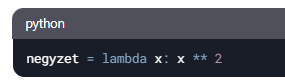 python
negyzet = lambda x: x ** 2